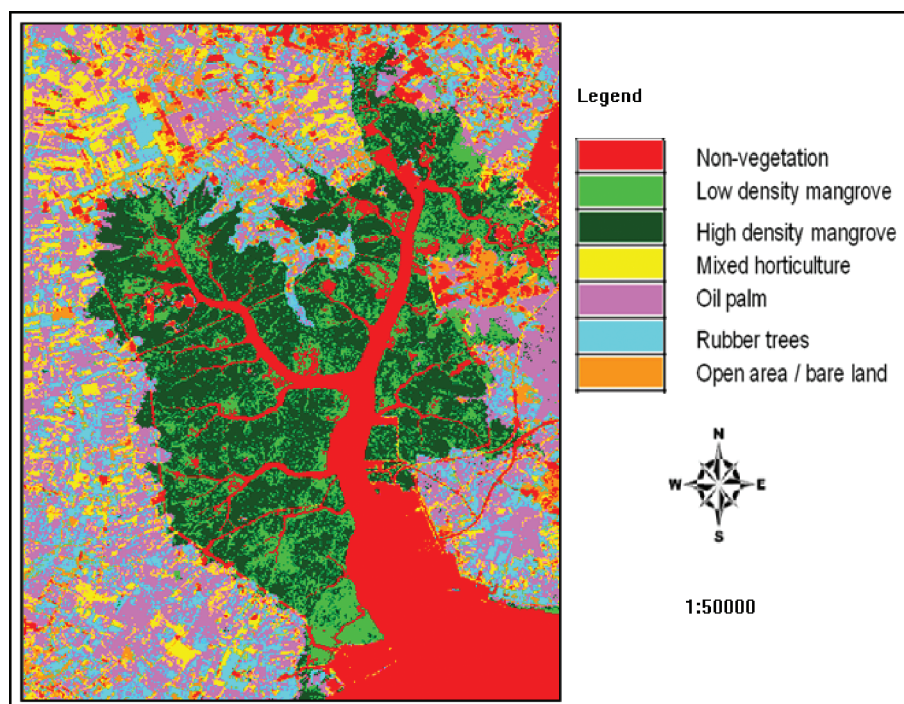 Legend
Non-vegetation
Low density mangrove
High density mangrove
Mixed horticulture
Oil palm
Rubber trees
Open area / bare land
N
W E
S
1:50000